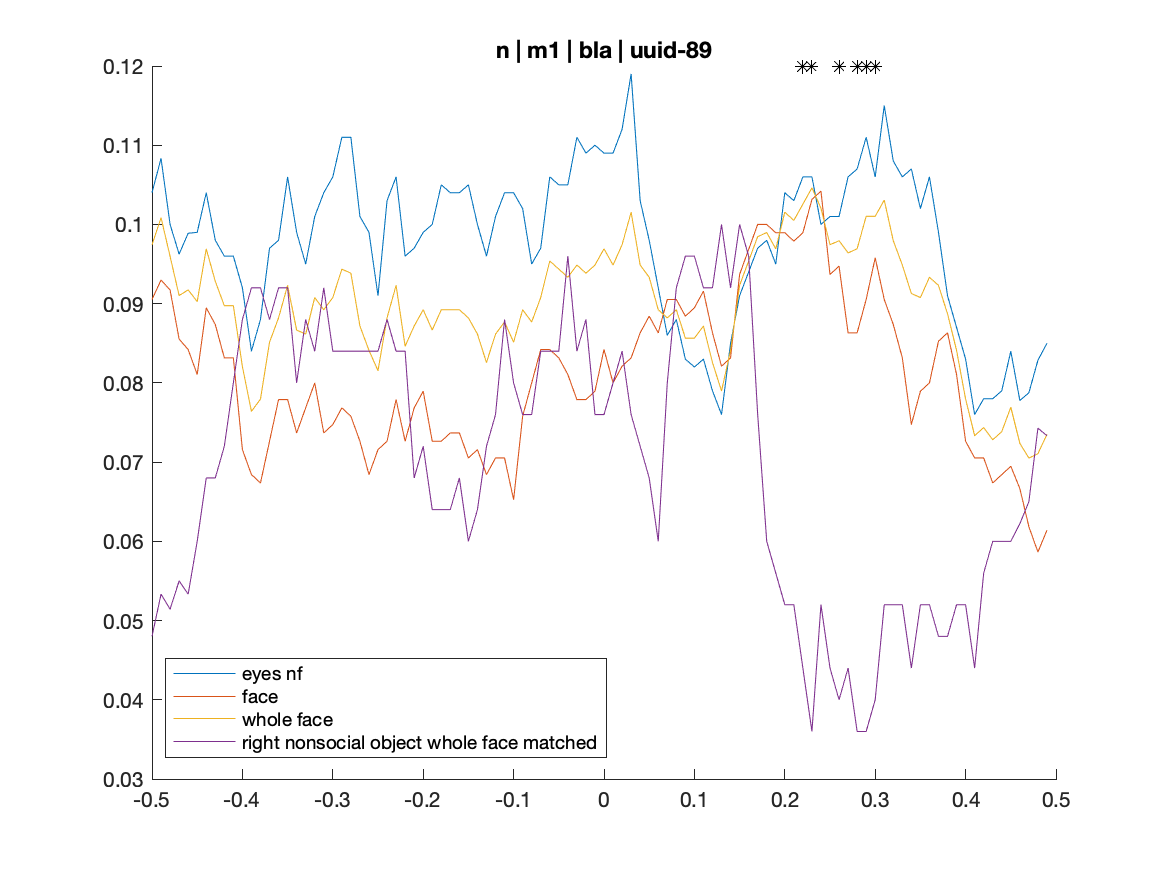 n | m1 | bla | uuid-89
0.12
0.11
0.1
0.09
0.08
0.07
0.06
0.05
0.04
0.03
eyes nf
face
whole face
right nonsocial object whole face matched
-0.5 -0.4 -0.3 -0.2 -0.1 0 0.1 0.2 0.3 0.4 0.5